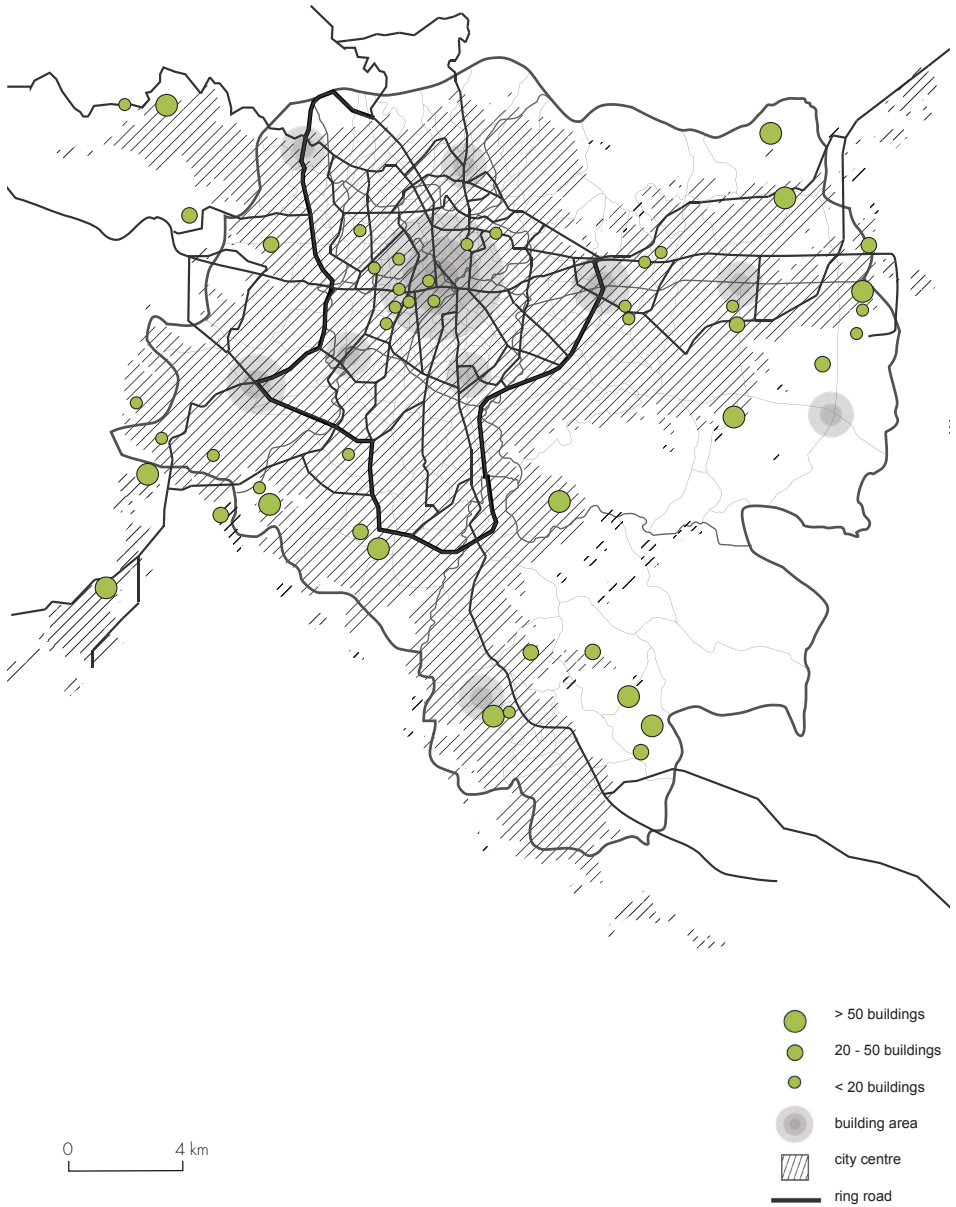 > 50 buildings
20 - 50 buildings
< 20 buildings
building area
city centre
ring road
0 4 km